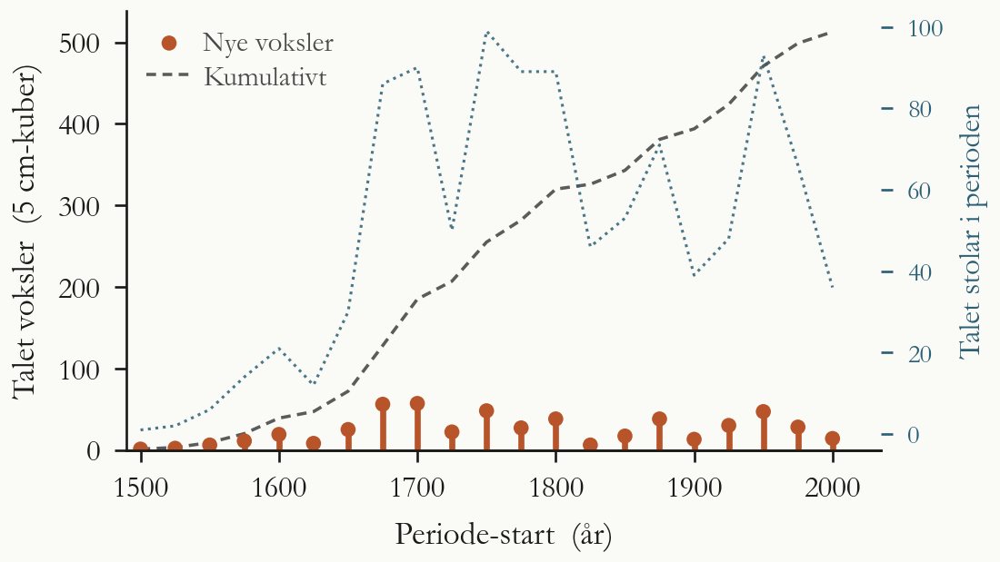 Nye voksler
Kumulativt
Talet voksler (5 cm-kuber)
500
400
300
200
100
0
100
80
60
40
20
0
Talet stolar i perioden
1500 1600 1700 1800 1900 2000
Periode-start (år)